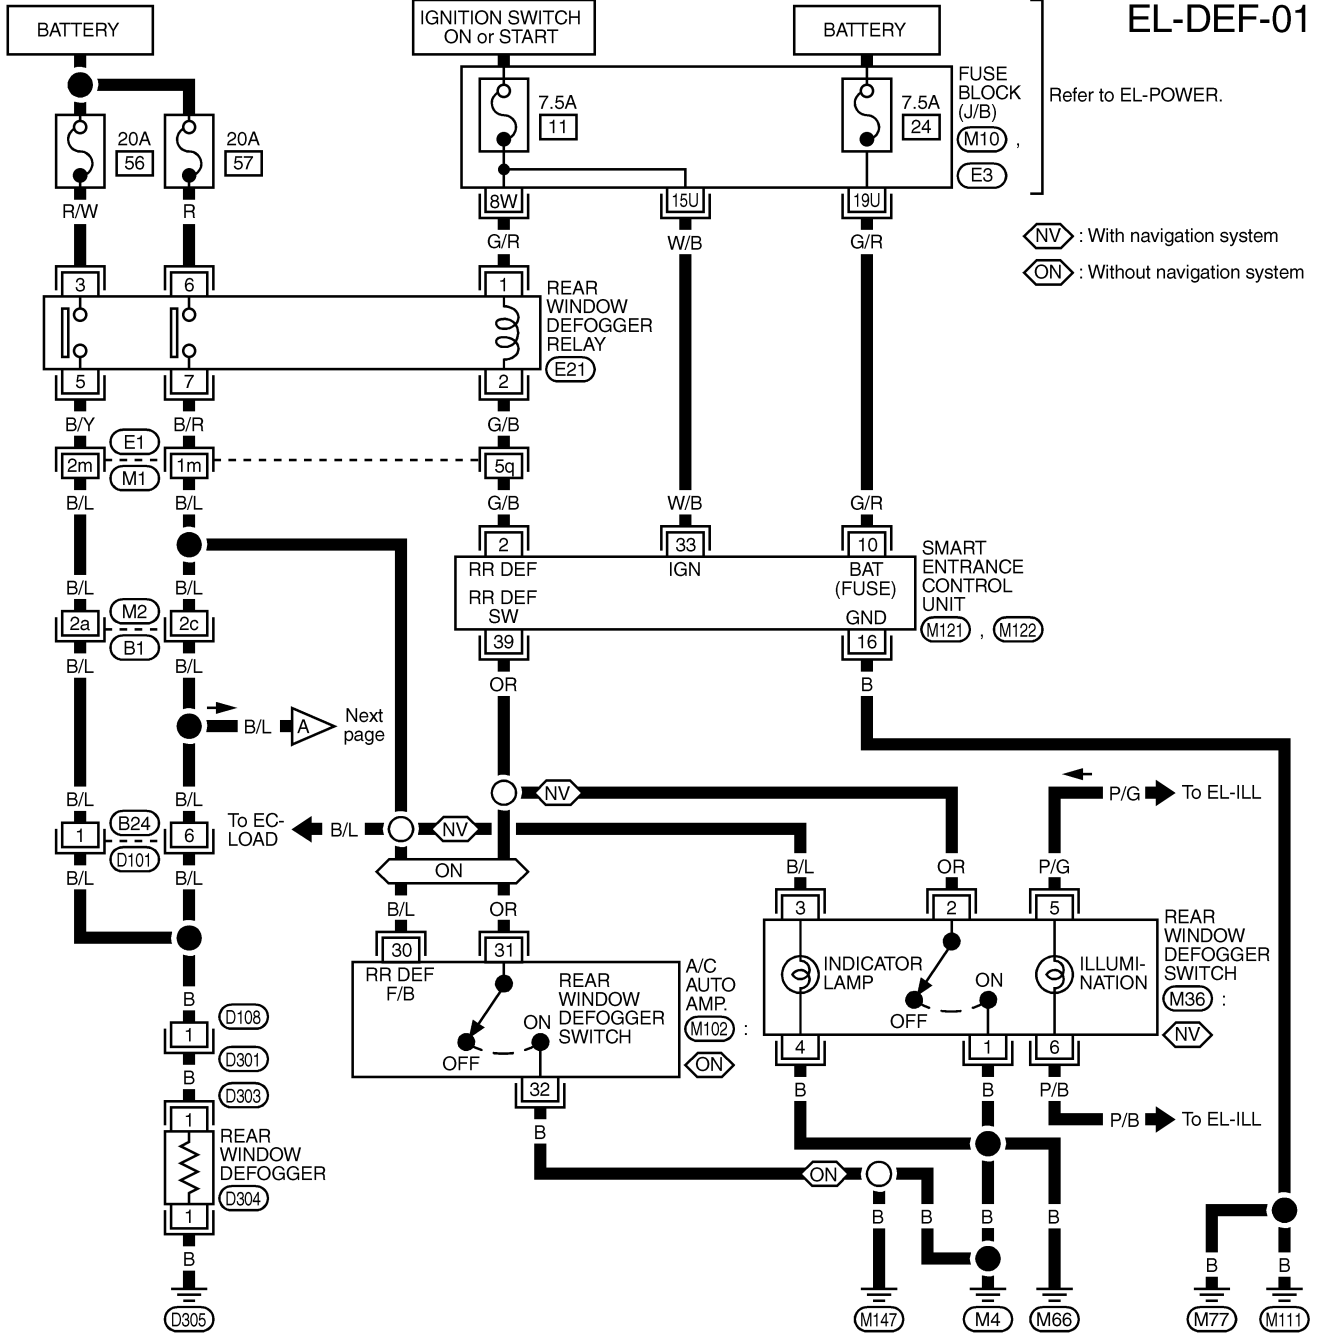 EL-DEF-01
BATTERY
IGNITION SWITCH
ON or START
BATTERY
20A
56
20A
57
7.5A
11
7.5A
24
FUSE
BLOCK
(J/B)
M10 ,
E3
Refer to EL-POWER.
R/W
R
8W
15U
19U
G/R
W/B
G/R
NV : With navigation system
ON : Without navigation system
3
6
1
REAR
WINDOW
DEFOGGER
RELAY
E21
5
7
2
B/Y
B/R
G/B
E1
2m
1m
5q
M1
B/L
B/L
G/B
W/B
G/R
2
33
10
RR DEF
IGN
BAT
(FUSE)
RR DEF
SW
GND
SMART
ENTRANCE
CONTROL
UNIT
M121 , M122
39
16
B/L
B/L
M2
2a
2c
B1
B/L
B/L
OR
B
B/L
A
Next
page
NV
P/G
To EL-ILL
B/L
B/L
B24
1
6
D101
To EC-
LOAD
B/L
NV
ON
B/L
B/L
B/L
OR
B/L
OR
P/G
30
31
3
2
5
RR DEF
F/B
REAR
WINDOW
DEFOGGER
SWITCH
ON
OFF
A/C
AUTO
AMP.
M102 :
ON
INDICATOR
LAMP
ON
OFF
ILLUMI-
NATION
REAR
WINDOW
DEFOGGER
SWITCH
M36 :
NV
B
D108
1
D301
B
D303
1
REAR
WINDOW
DEFOGGER
D304
1
B
D305
32
B
4
1
6
B
B
P/B
P/B
To EL-ILL
ON
B
B
B
B
B
B
M147
M4
M66
M77
M111